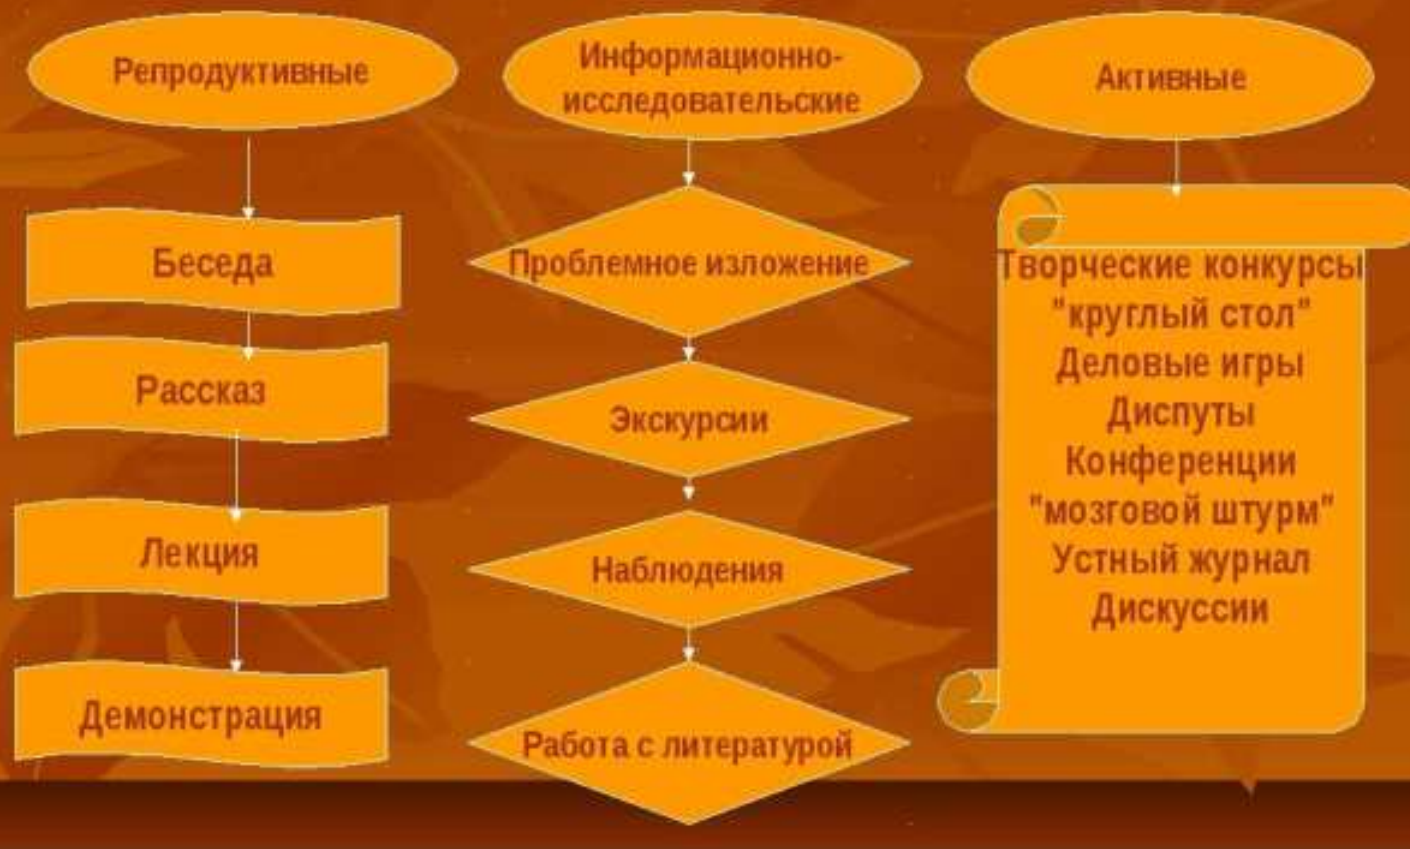 Репродуктивные
Беседа
Рассказ
Лекция
Демонстрация
Информационно-
исследовательские
Проблемное изложение
Экскурсии
Наблюдения
Работа с литературой
Активные
Творческие конкурсы
"круглый стол"
Деловые игры
Диспуты
Конференции
"мозговой штурм"
Устный журнал
Дискуссии